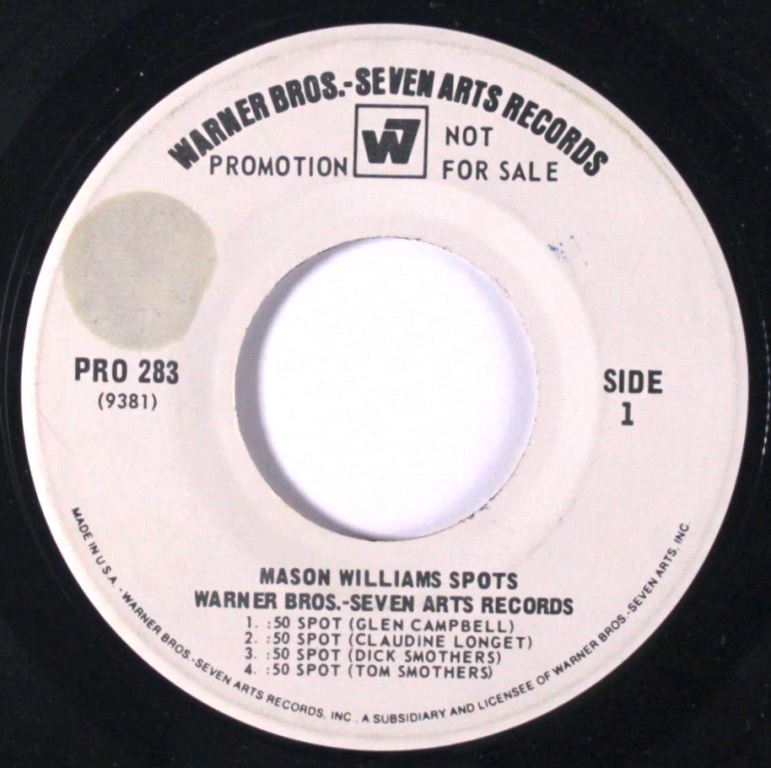 WARNER BROS.-SEVEN ARTS RECORDS
PROMOTION W7 NOT
FOR SALE
PRO 283
(9381)
SIDE
1
MASON WILLIAMS SPOTS
WARNER BROS.-SEVEN ARTS RECORDS
1. :50 SPOT (GLEN CAMPBELL)
2. :50 SPOT (CLAUDINE LONGET)
3. :50 SPOT (DICK SMOTHERS)
4. :50 SPOT (TOM SMOTHERS)
MADE IN U.S.A. · WARNER BROS.-SEVEN ARTS RECORDS, INC., A SUBSIDIARY AND LICENSEE OF WARNER BROS.-SEVEN ARTS, INC.